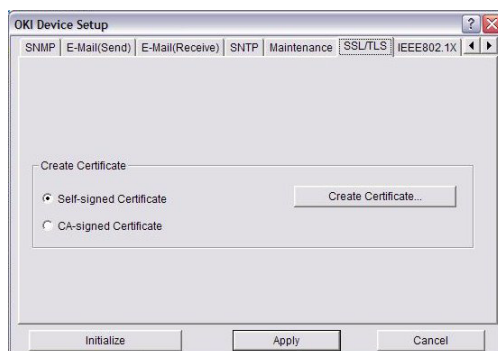 OKI Device Setup
SNMP E-Mail(Send) E-Mail(Receive) SNTP Maintenance SSL/TLS IEEE802.1X
Create Certificate
Self-signed Certificate
Create Certificate...
CA-signed Certificate
Initialize Apply Cancel